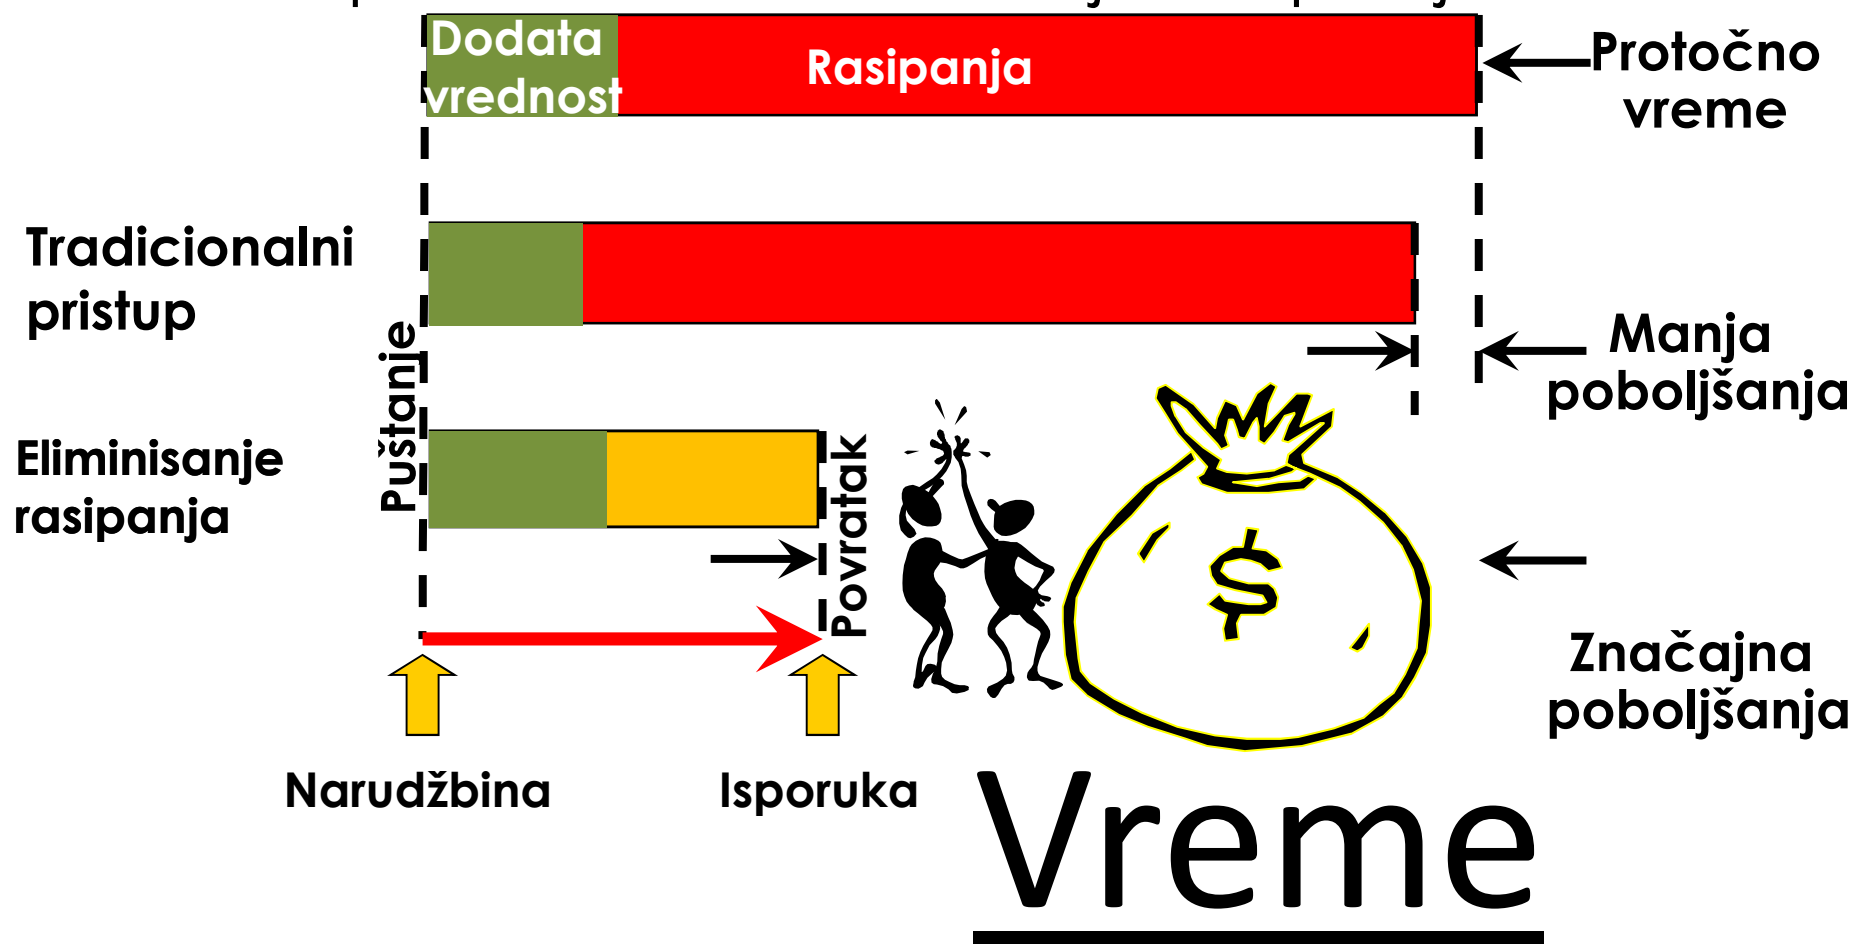 Dodata
vrednost
Rasipanja
Protočno
vreme
Tradicionalni
pristup
Puštanje
Manja
poboljšanja
Eliminisanje
rasipanja
Povratak
$
Značajna
poboljšanja
Narudžbina
Isporuka
Vreme